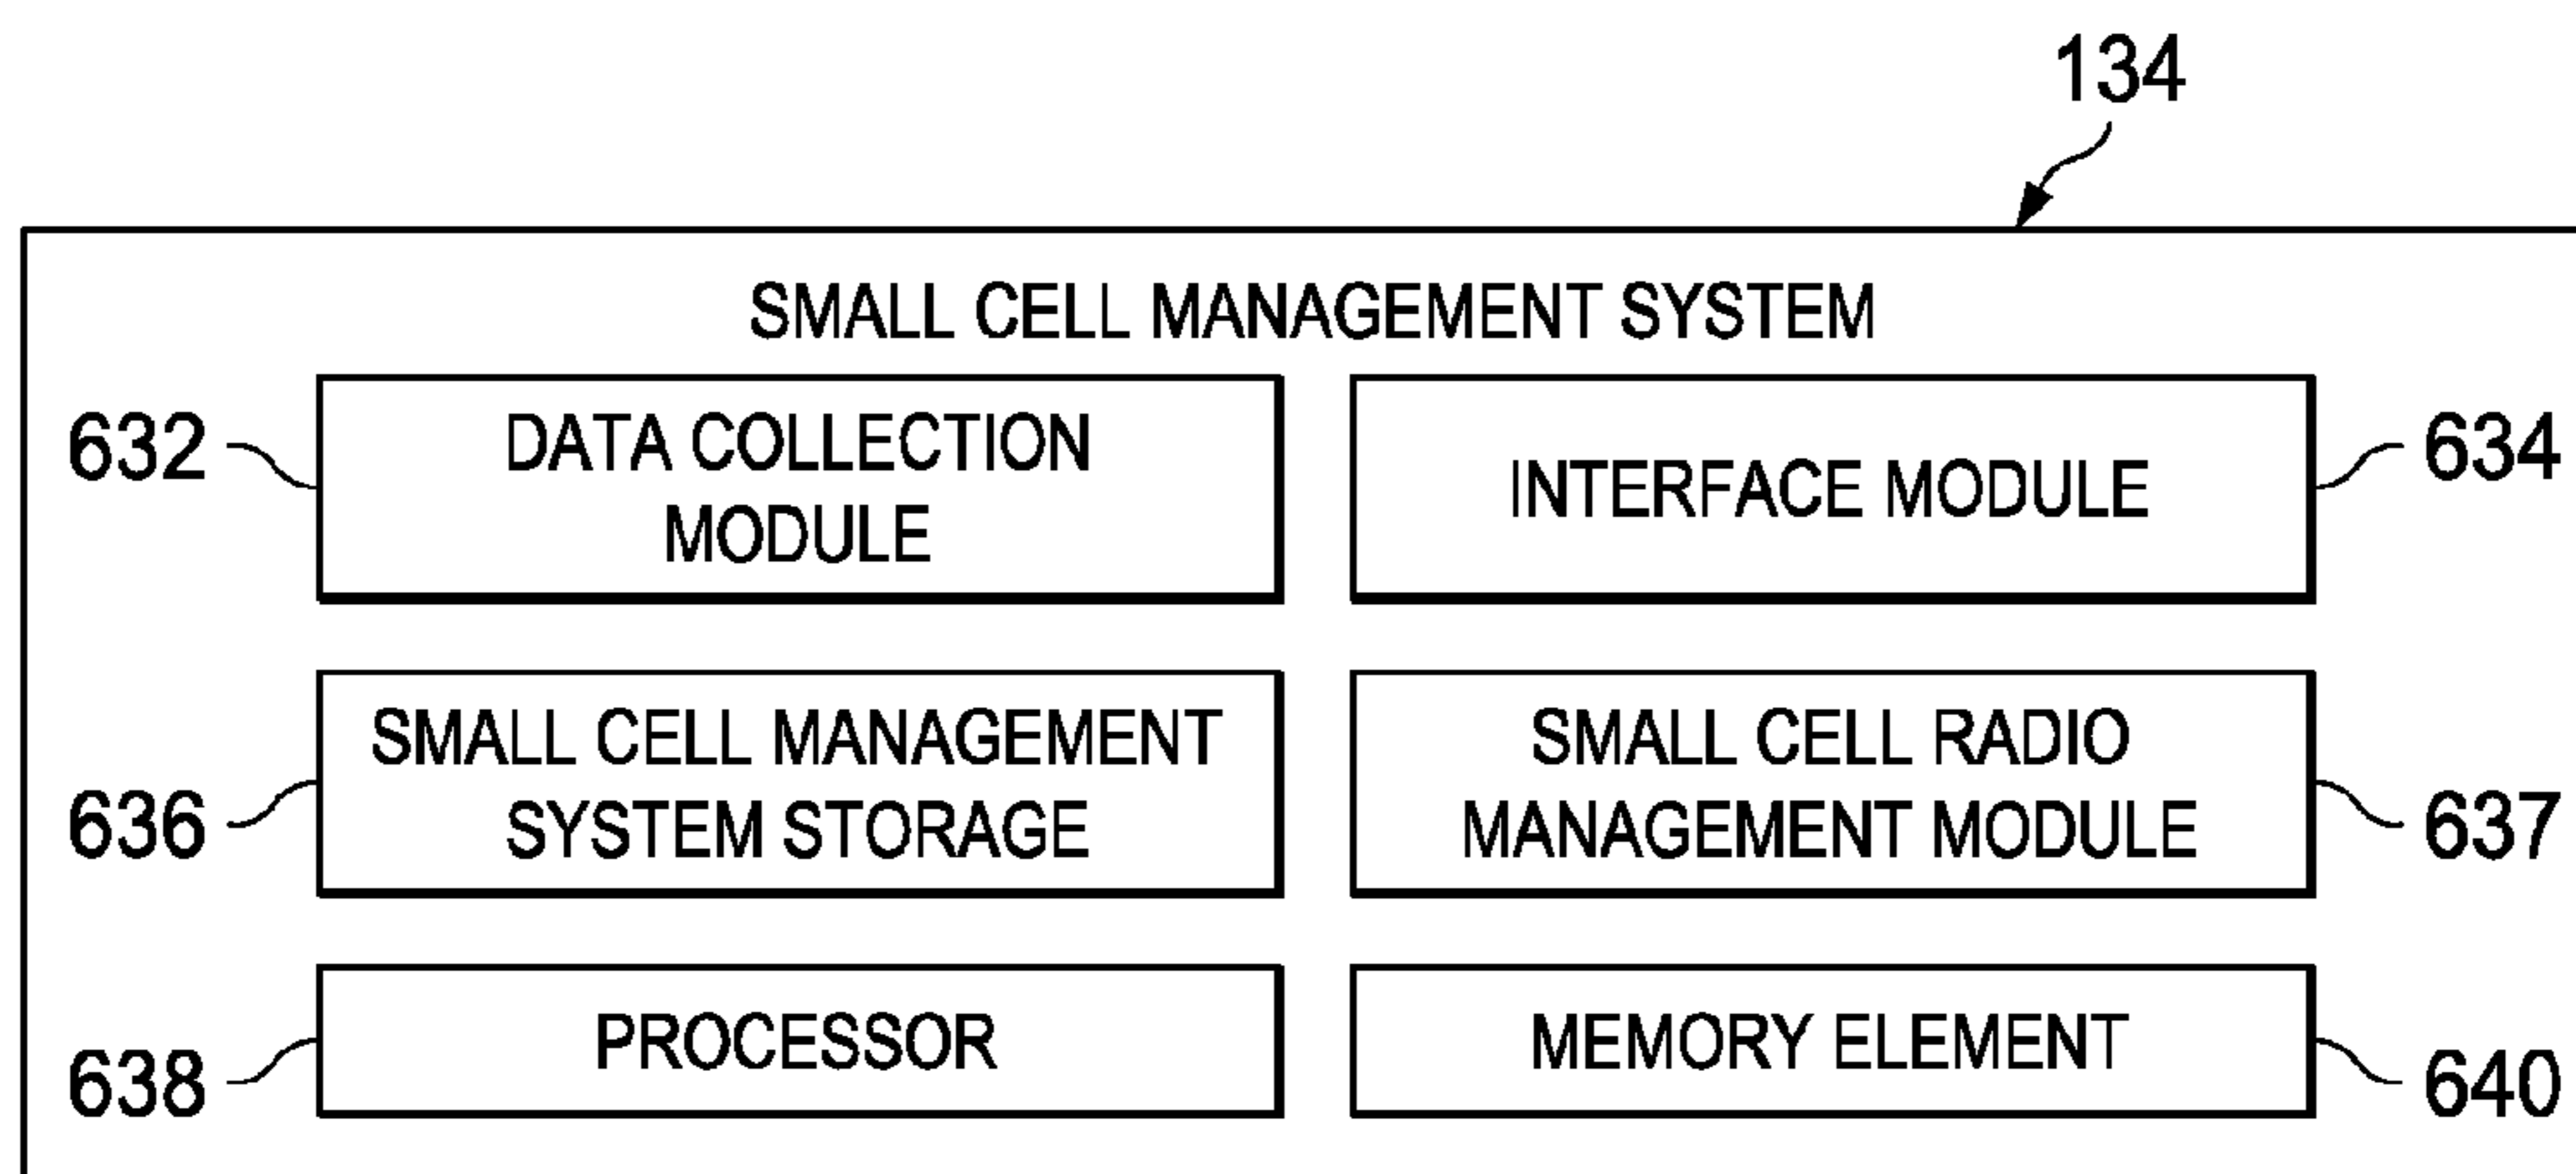 134
SMALL CELL MANAGEMENT SYSTEM
632
DATA COLLECTION
MODULE
INTERFACE MODULE
634
636
SMALL CELL MANAGEMENT
SYSTEM STORAGE
SMALL CELL RADIO
MANAGEMENT MODULE
637
638
PROCESSOR
MEMORY ELEMENT
640